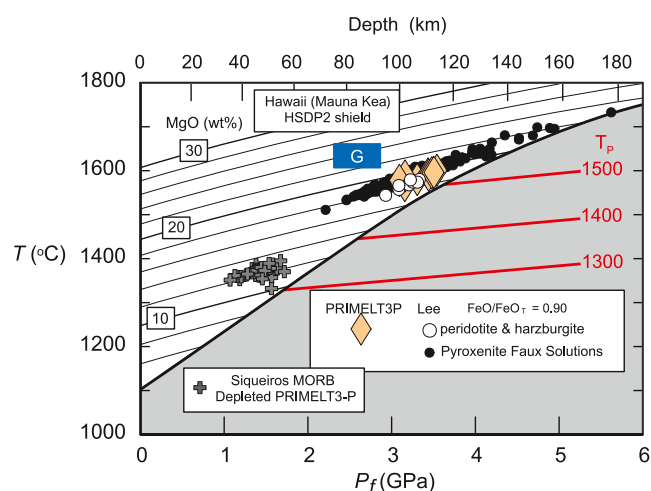 Depth (km)
0 20 40 60 80 100 120 140 160 180
1800
Hawaii (Mauna Kea)
HSDP2 shield
MgO (wt%)
30
G
T_P
1600
1500
20
1400
T (oC)
1400
1300
10
PRIMELT3P Lee FeO/FeO_T = 0.90
peridotite & harzburgite
Pyroxenite Faux Solutions
1200
Siqueiros MORB
Depleted PRIMELT3-P
1000
0 1 2 3 4 5 6
P_f (GPa)